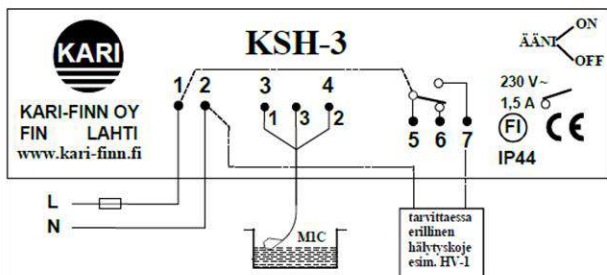 KARI
KARI-FINN OY
FIN LAHTI
www.kari-finn.fi
KSH-3
1 2 3 4
1 3 2
5 6 7
ÄÄNI
ON
OFF
230 V~
1,5 A
FI CE
IP44
L
N
MIC
tarvittaessa
erillinen
hälytyskoje
esim. HV-1